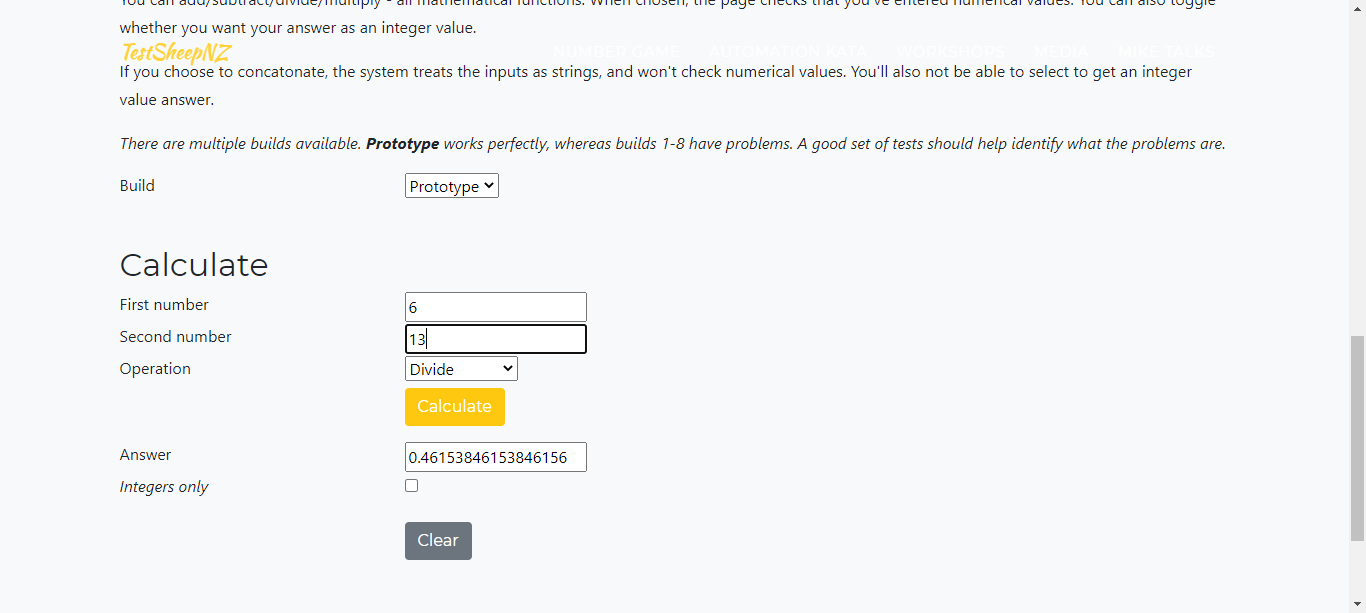 You can add/subtract/divide/multiply - all mathematical functions. When chosen, the page checks that you've entered numerical values. You can also toggle
whether you want your answer as an integer value.
TestSheepNZ NUMBER GAME AUTOMATION KATA WORKSHOPS MEDIA MIKE TALKS
If you choose to concatonate, the system treats the inputs as strings, and won't check numerical values. You'll also not be able to select to get an integer
value answer.
There are multiple builds available. Prototype works perfectly, whereas builds 1-8 have problems. A good set of tests should help identify what the problems are.
Build Prototype
Calculate
First number 6
Second number 13
Operation Divide
Calculate
Answer 0.46153846153846156
Integers only
Clear